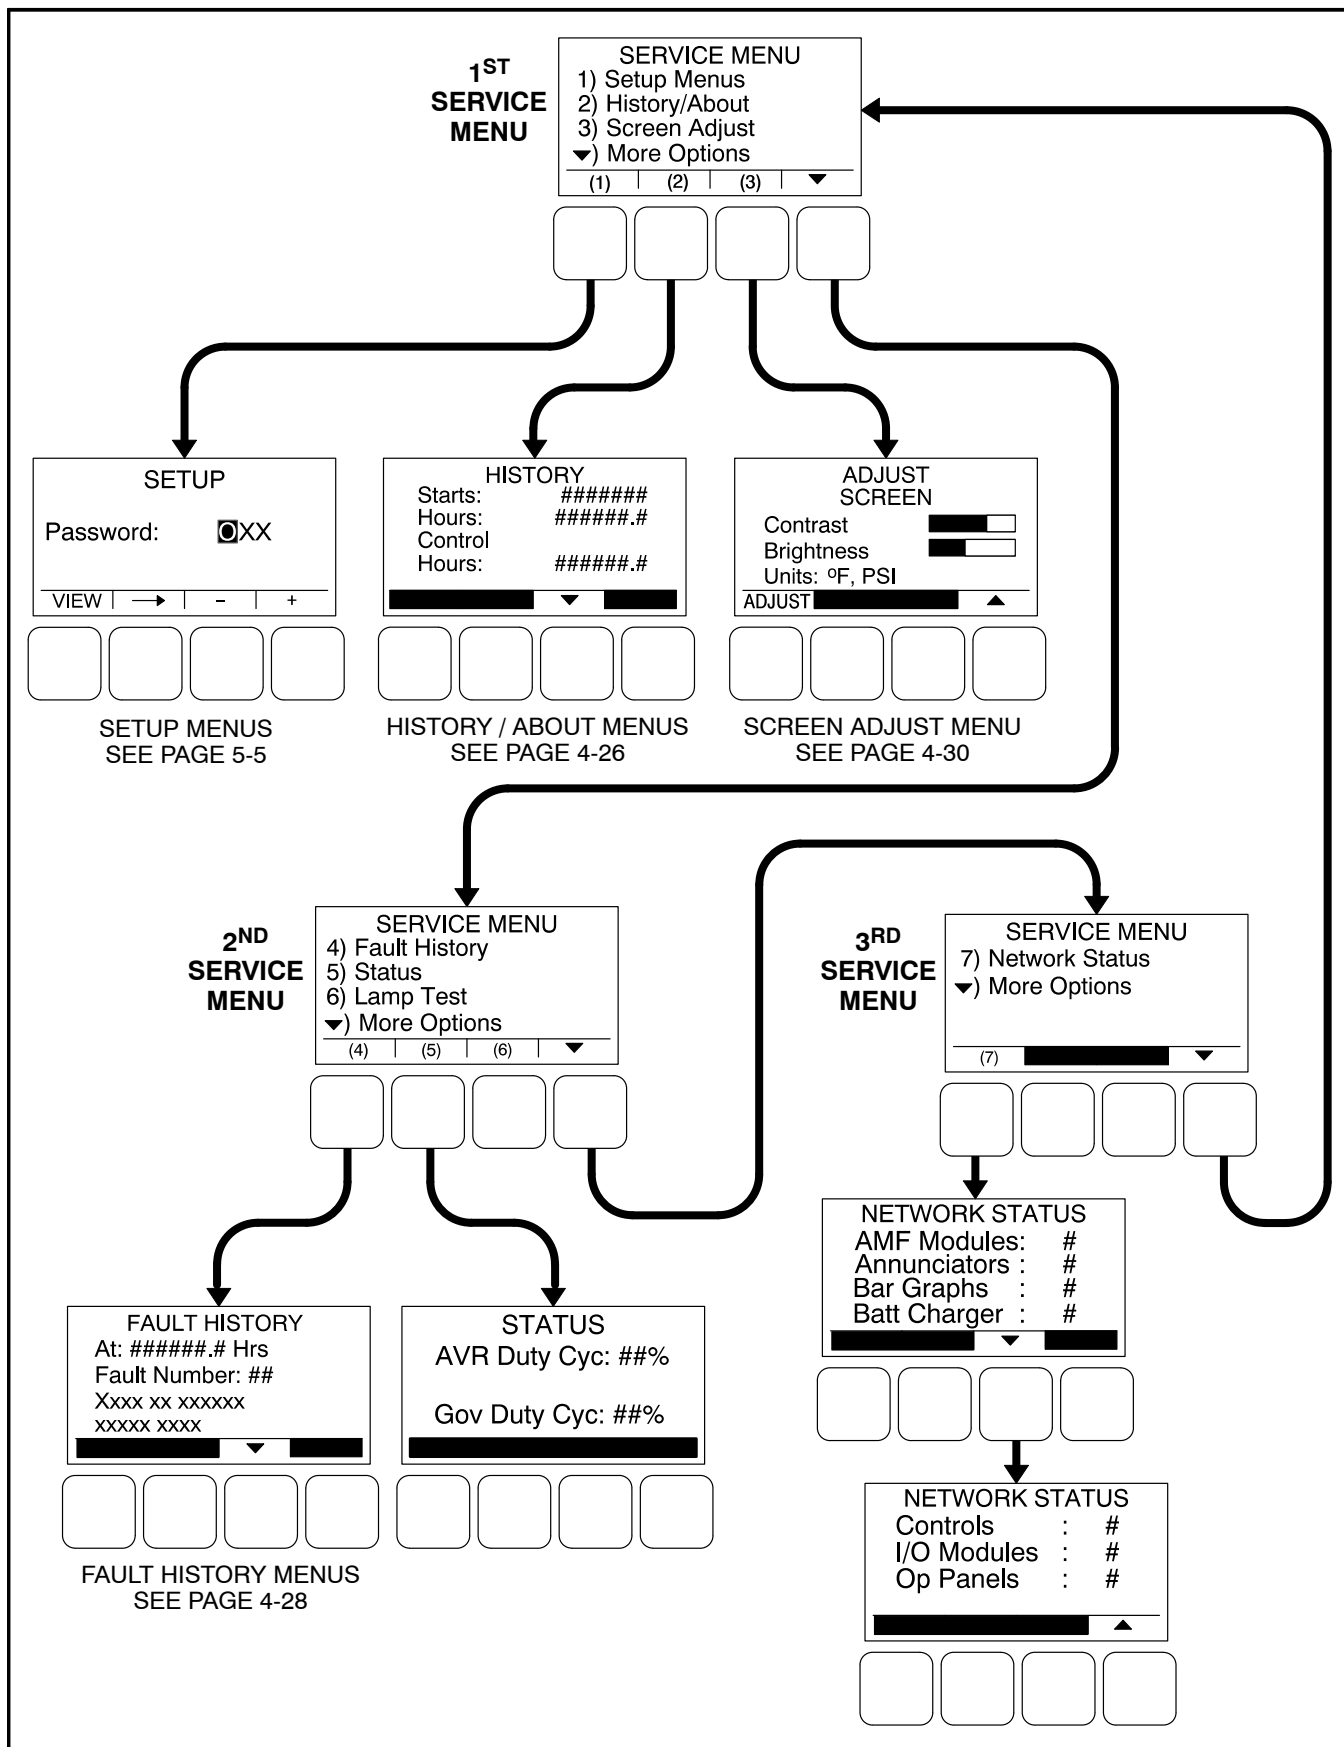 1ST
SERVICE
MENU
SERVICE MENU
1) Setup Menus
2) History/About
3) Screen Adjust
▼) More Options
(1) (2) (3) ▼
SETUP
Password: 0XX
VIEW → - +
SETUP MENUS
SEE PAGE 5-5
HISTORY
Starts: #######
Hours: ######.#
Control
Hours: ######.#
▼
HISTORY / ABOUT MENUS
SEE PAGE 4-26
ADJUST
SCREEN
Contrast
Brightness
Units: ºF, PSI
ADJUST ▲
SCREEN ADJUST MENU
SEE PAGE 4-30
2ND
SERVICE
MENU
SERVICE MENU
4) Fault History
5) Status
6) Lamp Test
▼) More Options
(4) (5) (6) ▼
3RD
SERVICE
MENU
SERVICE MENU
7) Network Status
▼) More Options
(7) ▼
FAULT HISTORY
At: ######.# Hrs
Fault Number: ##
Xxxx xx xxxxxx
xxxxx xxxx
▼
FAULT HISTORY MENUS
SEE PAGE 4-28
STATUS
AVR Duty Cyc: ##%
Gov Duty Cyc: ##%
NETWORK STATUS
AMF Modules: #
Annunciators : #
Bar Graphs : #
Batt Charger : #
▼
NETWORK STATUS
Controls : #
I/O Modules : #
Op Panels : #
▲